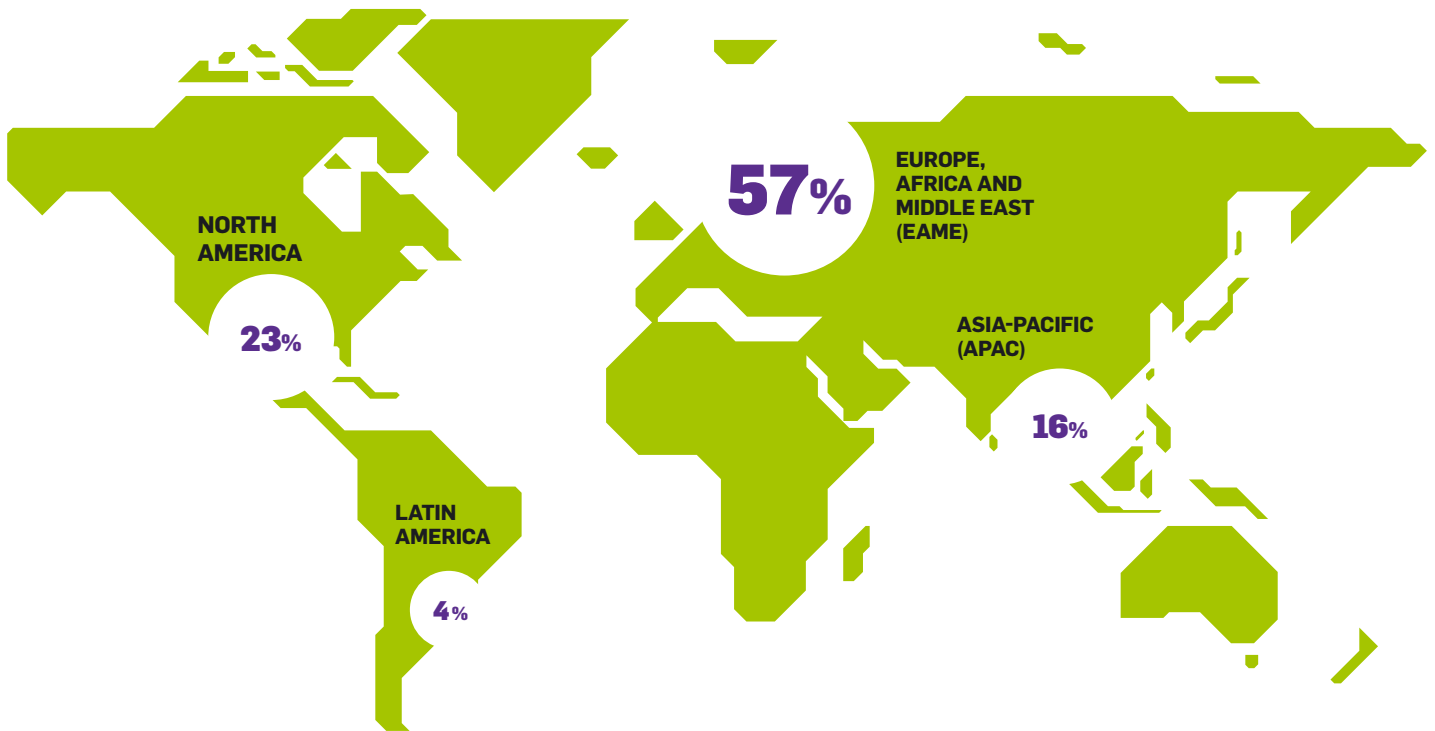 57%
EUROPE,
AFRICA AND
MIDDLE EAST
(EAME)
NORTH
AMERICA
23%
ASIA-PACIFIC
(APAC)
16%
LATIN
AMERICA
4%